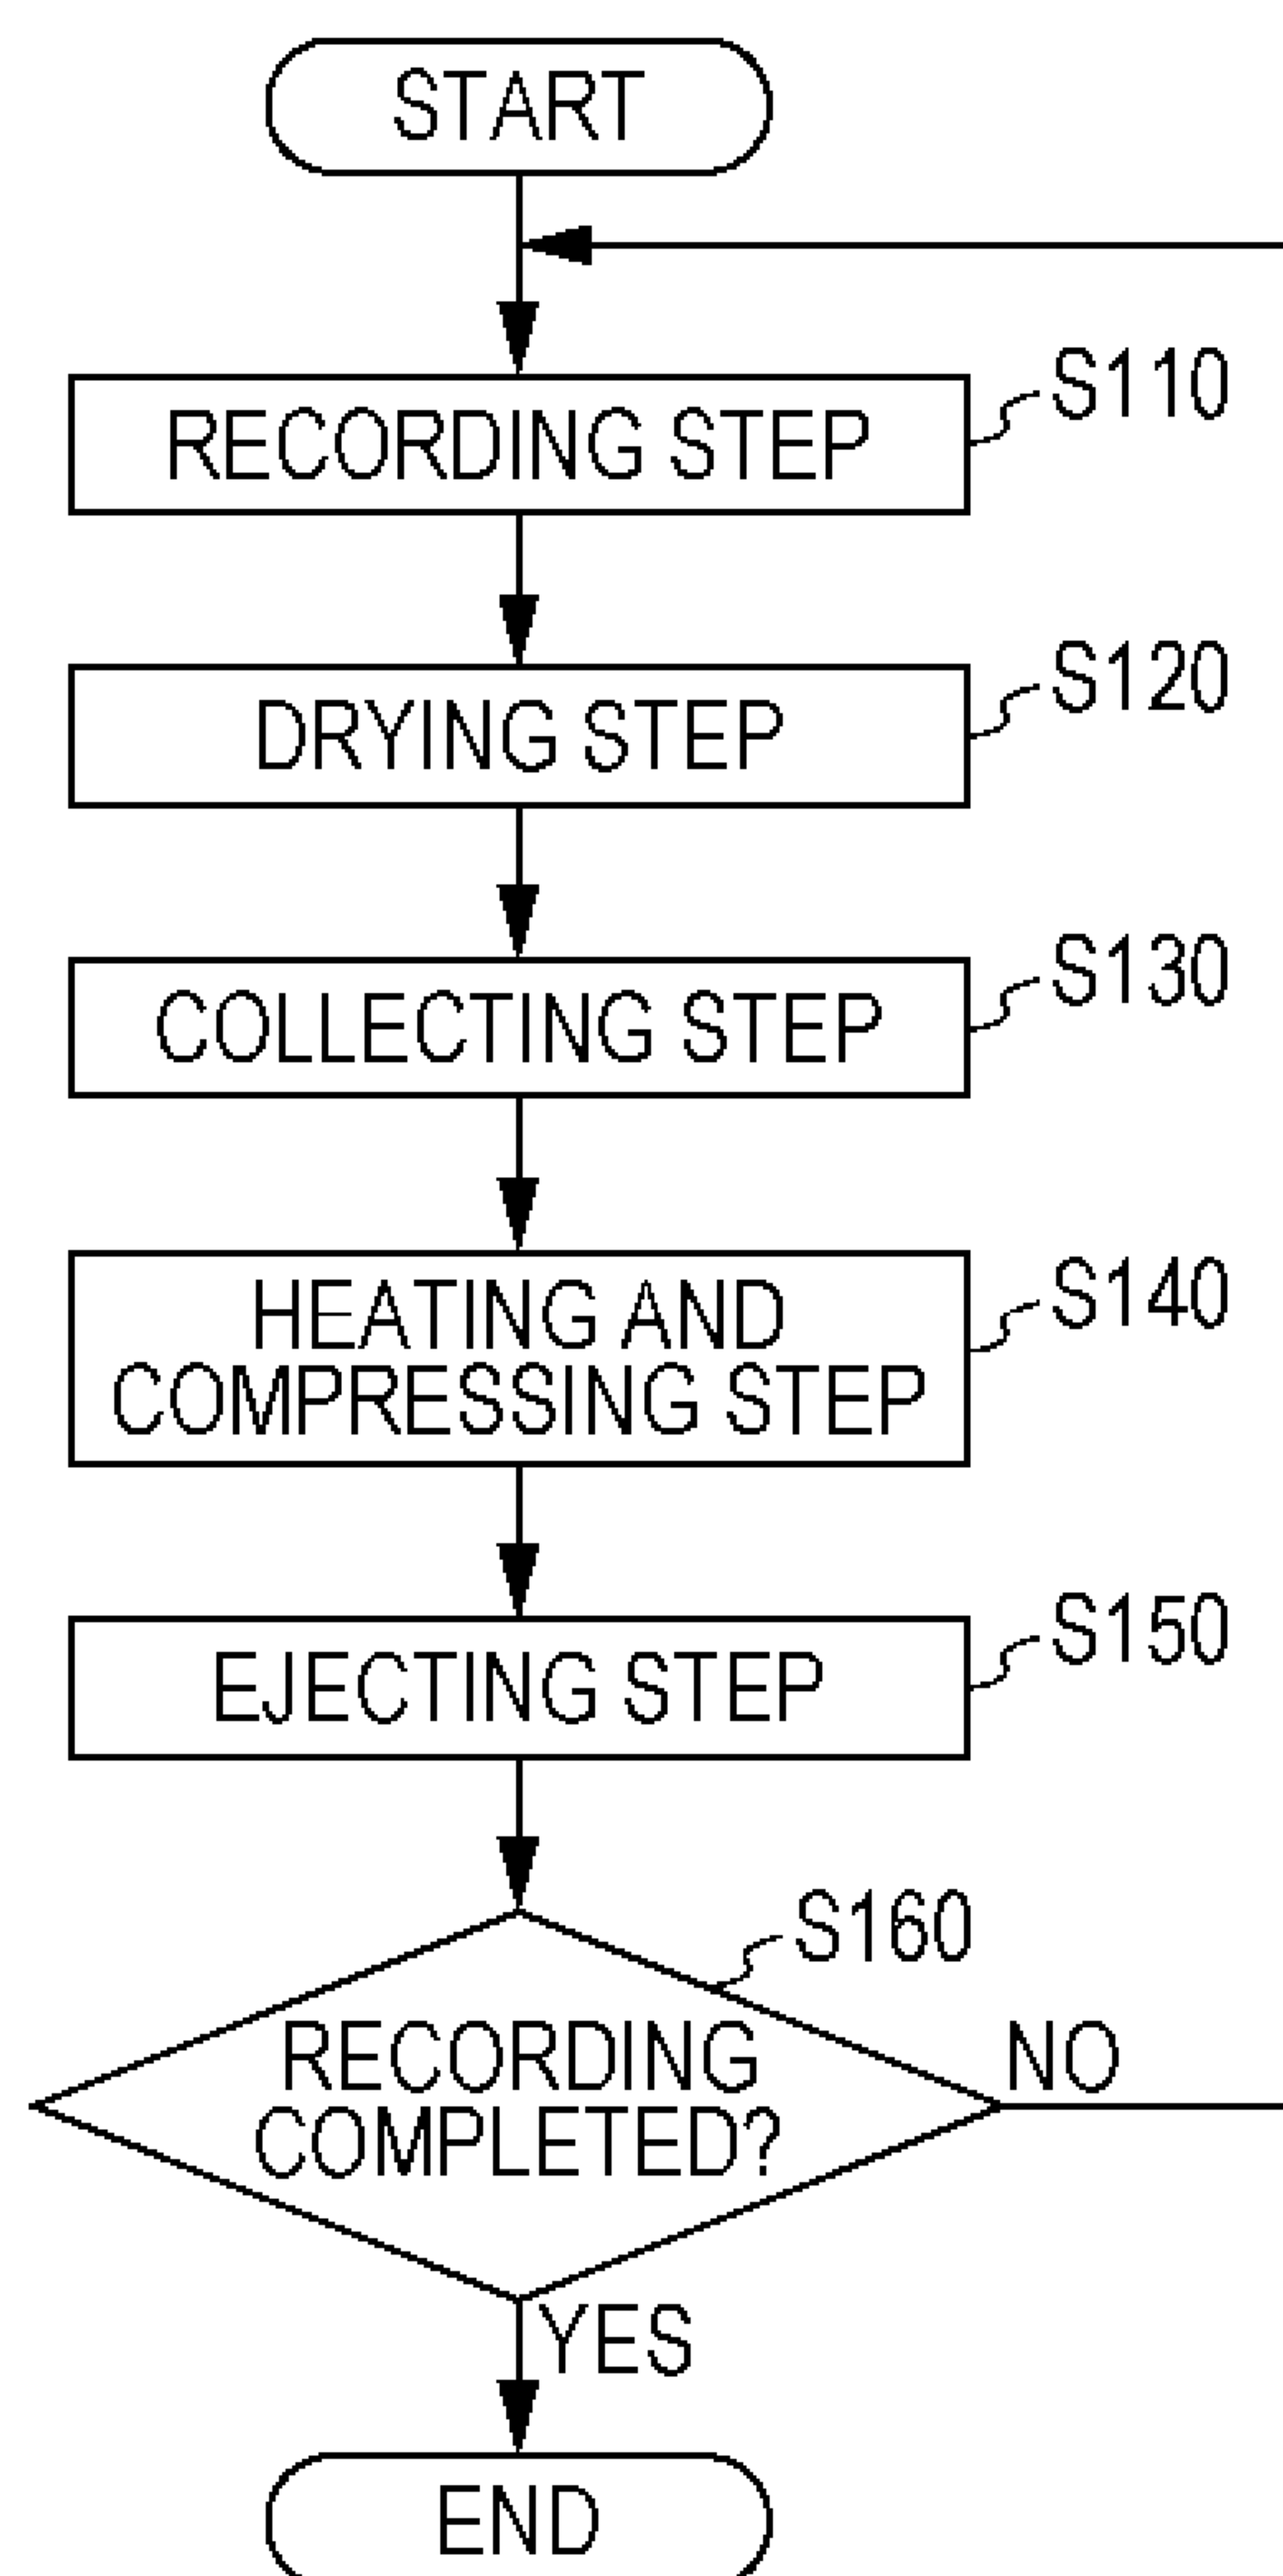 START
RECORDING STEP
S110
DRYING STEP
S120
COLLECTING STEP
S130
HEATING AND
COMPRESSING STEP
S140
EJECTING STEP
S150
S160
RECORDING
COMPLETED?
NO
YES
END